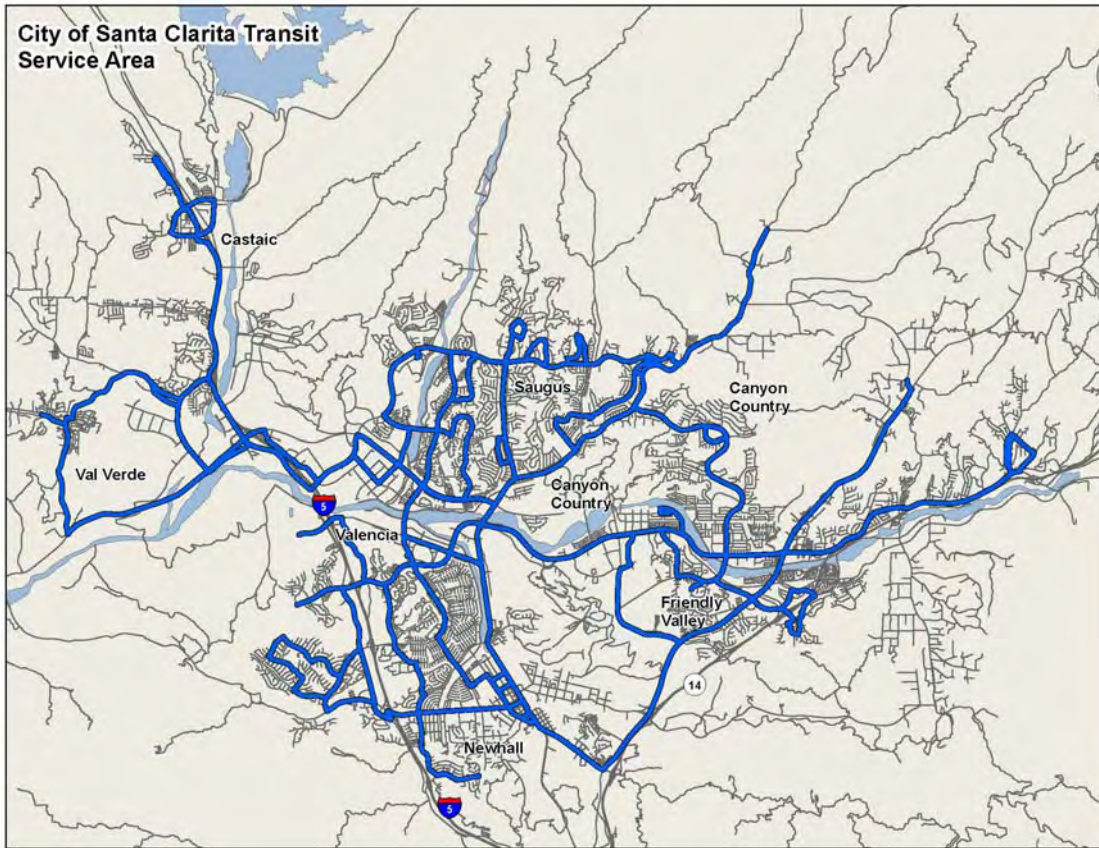 City of Santa Clarita Transit
Service Area
Castaic
Saugus
Canyon
Country
Val Verde
Canyon
Country
5
Valencia
Friendly
Valley
14
Newhall
5